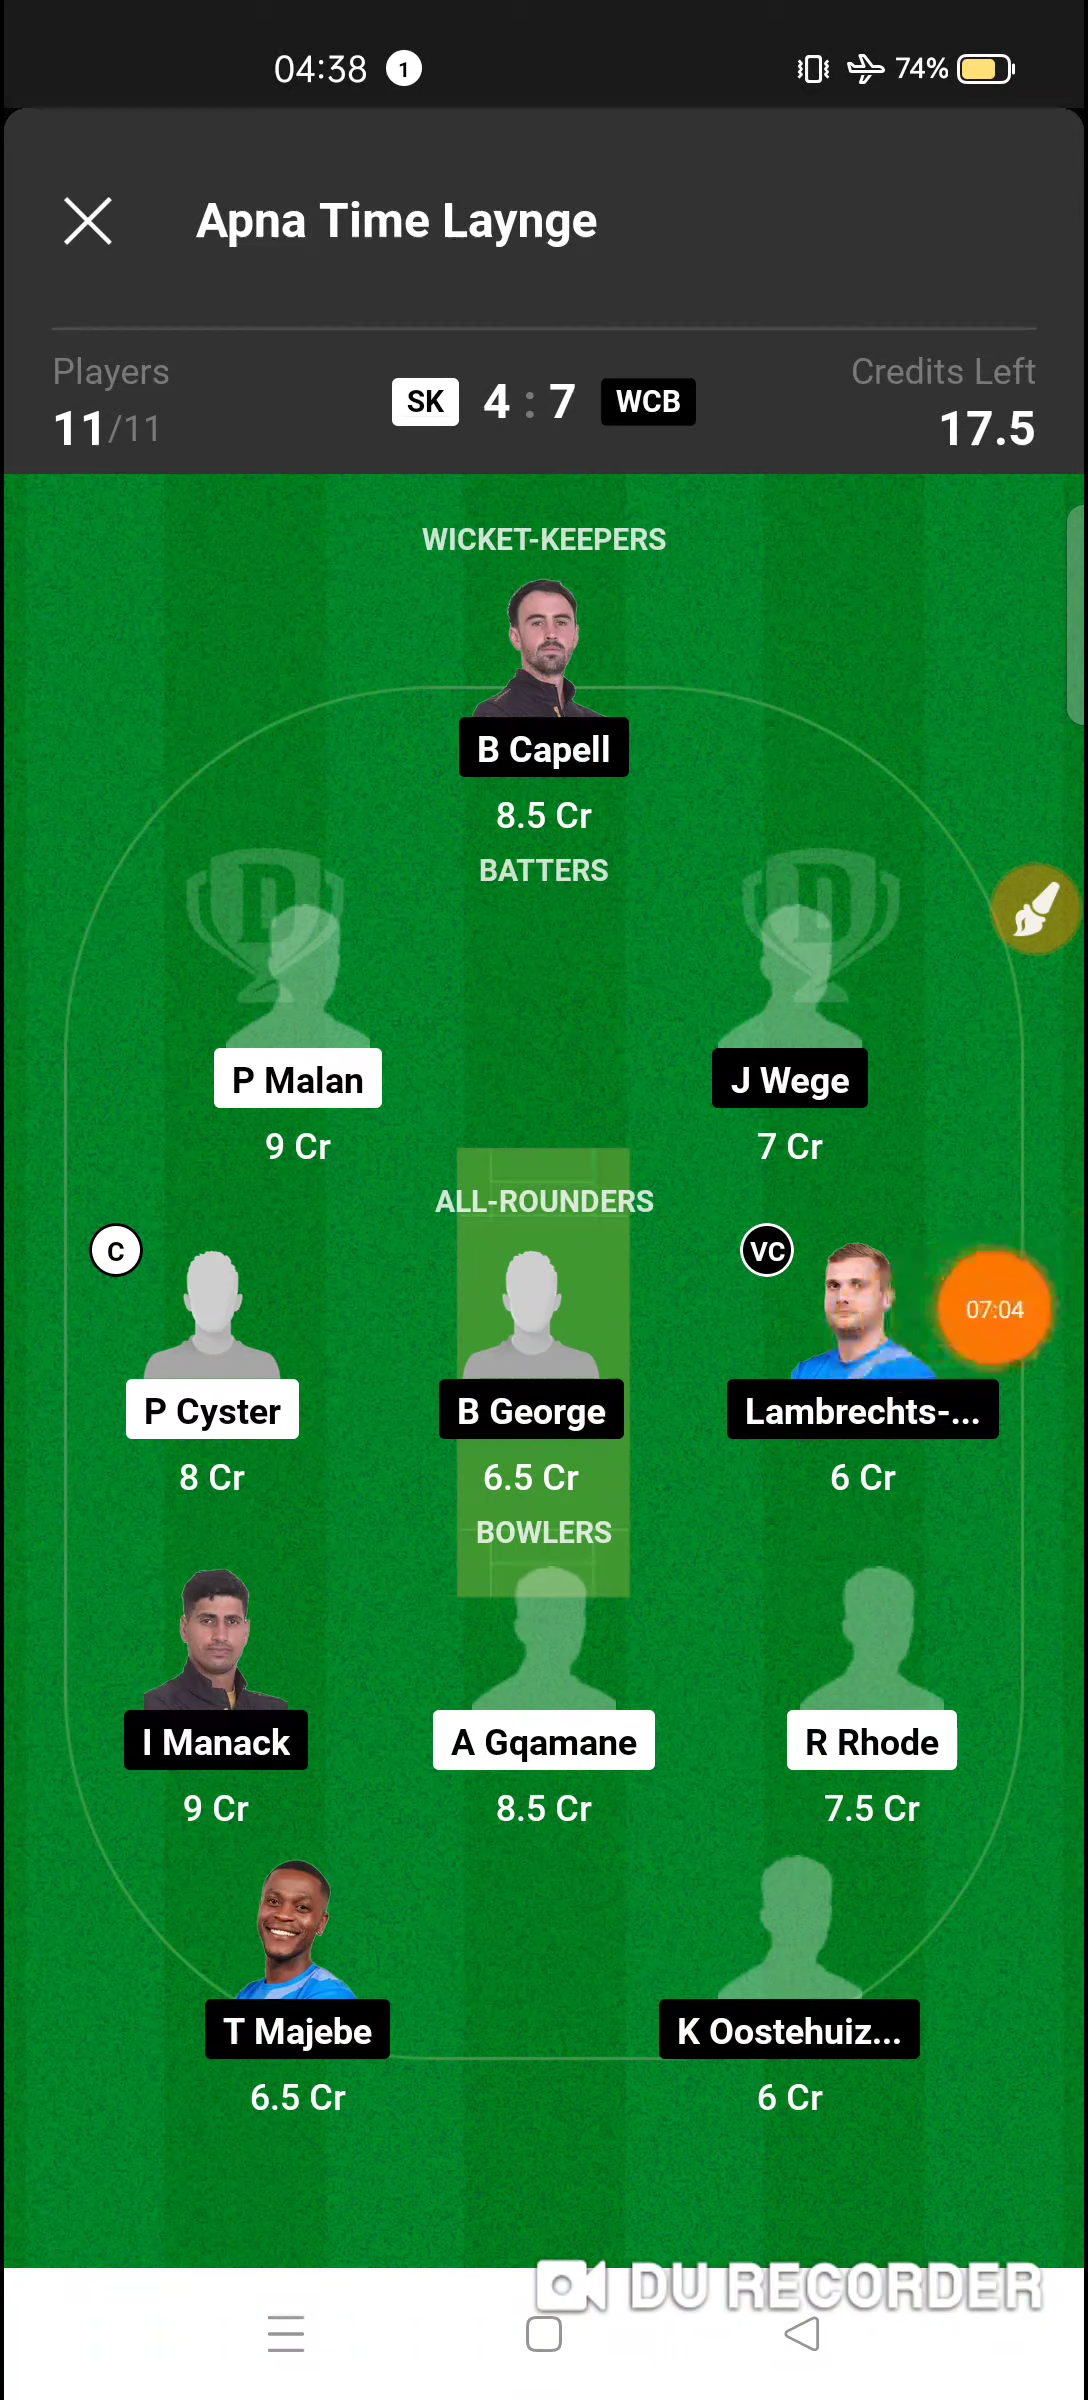 04:38 1 74%
Apna Time Laynge
Players
11/11
SK 4 : 7 WCB
Credits Left
17.5
WICKET-KEEPERS
B Capell
8.5 Cr
BATTERS
P Malan
9 Cr
J Wege
7 Cr
ALL-ROUNDERS
C
P Cyster
8 Cr
B George
6.5 Cr
VC
Lambrechts-...
6 Cr
07:04
BOWLERS
I Manack
9 Cr
A Gqamane
8.5 Cr
R Rhode
7.5 Cr
T Majebe
6.5 Cr
K Oostehuiz...
6 Cr
DU RECORDER